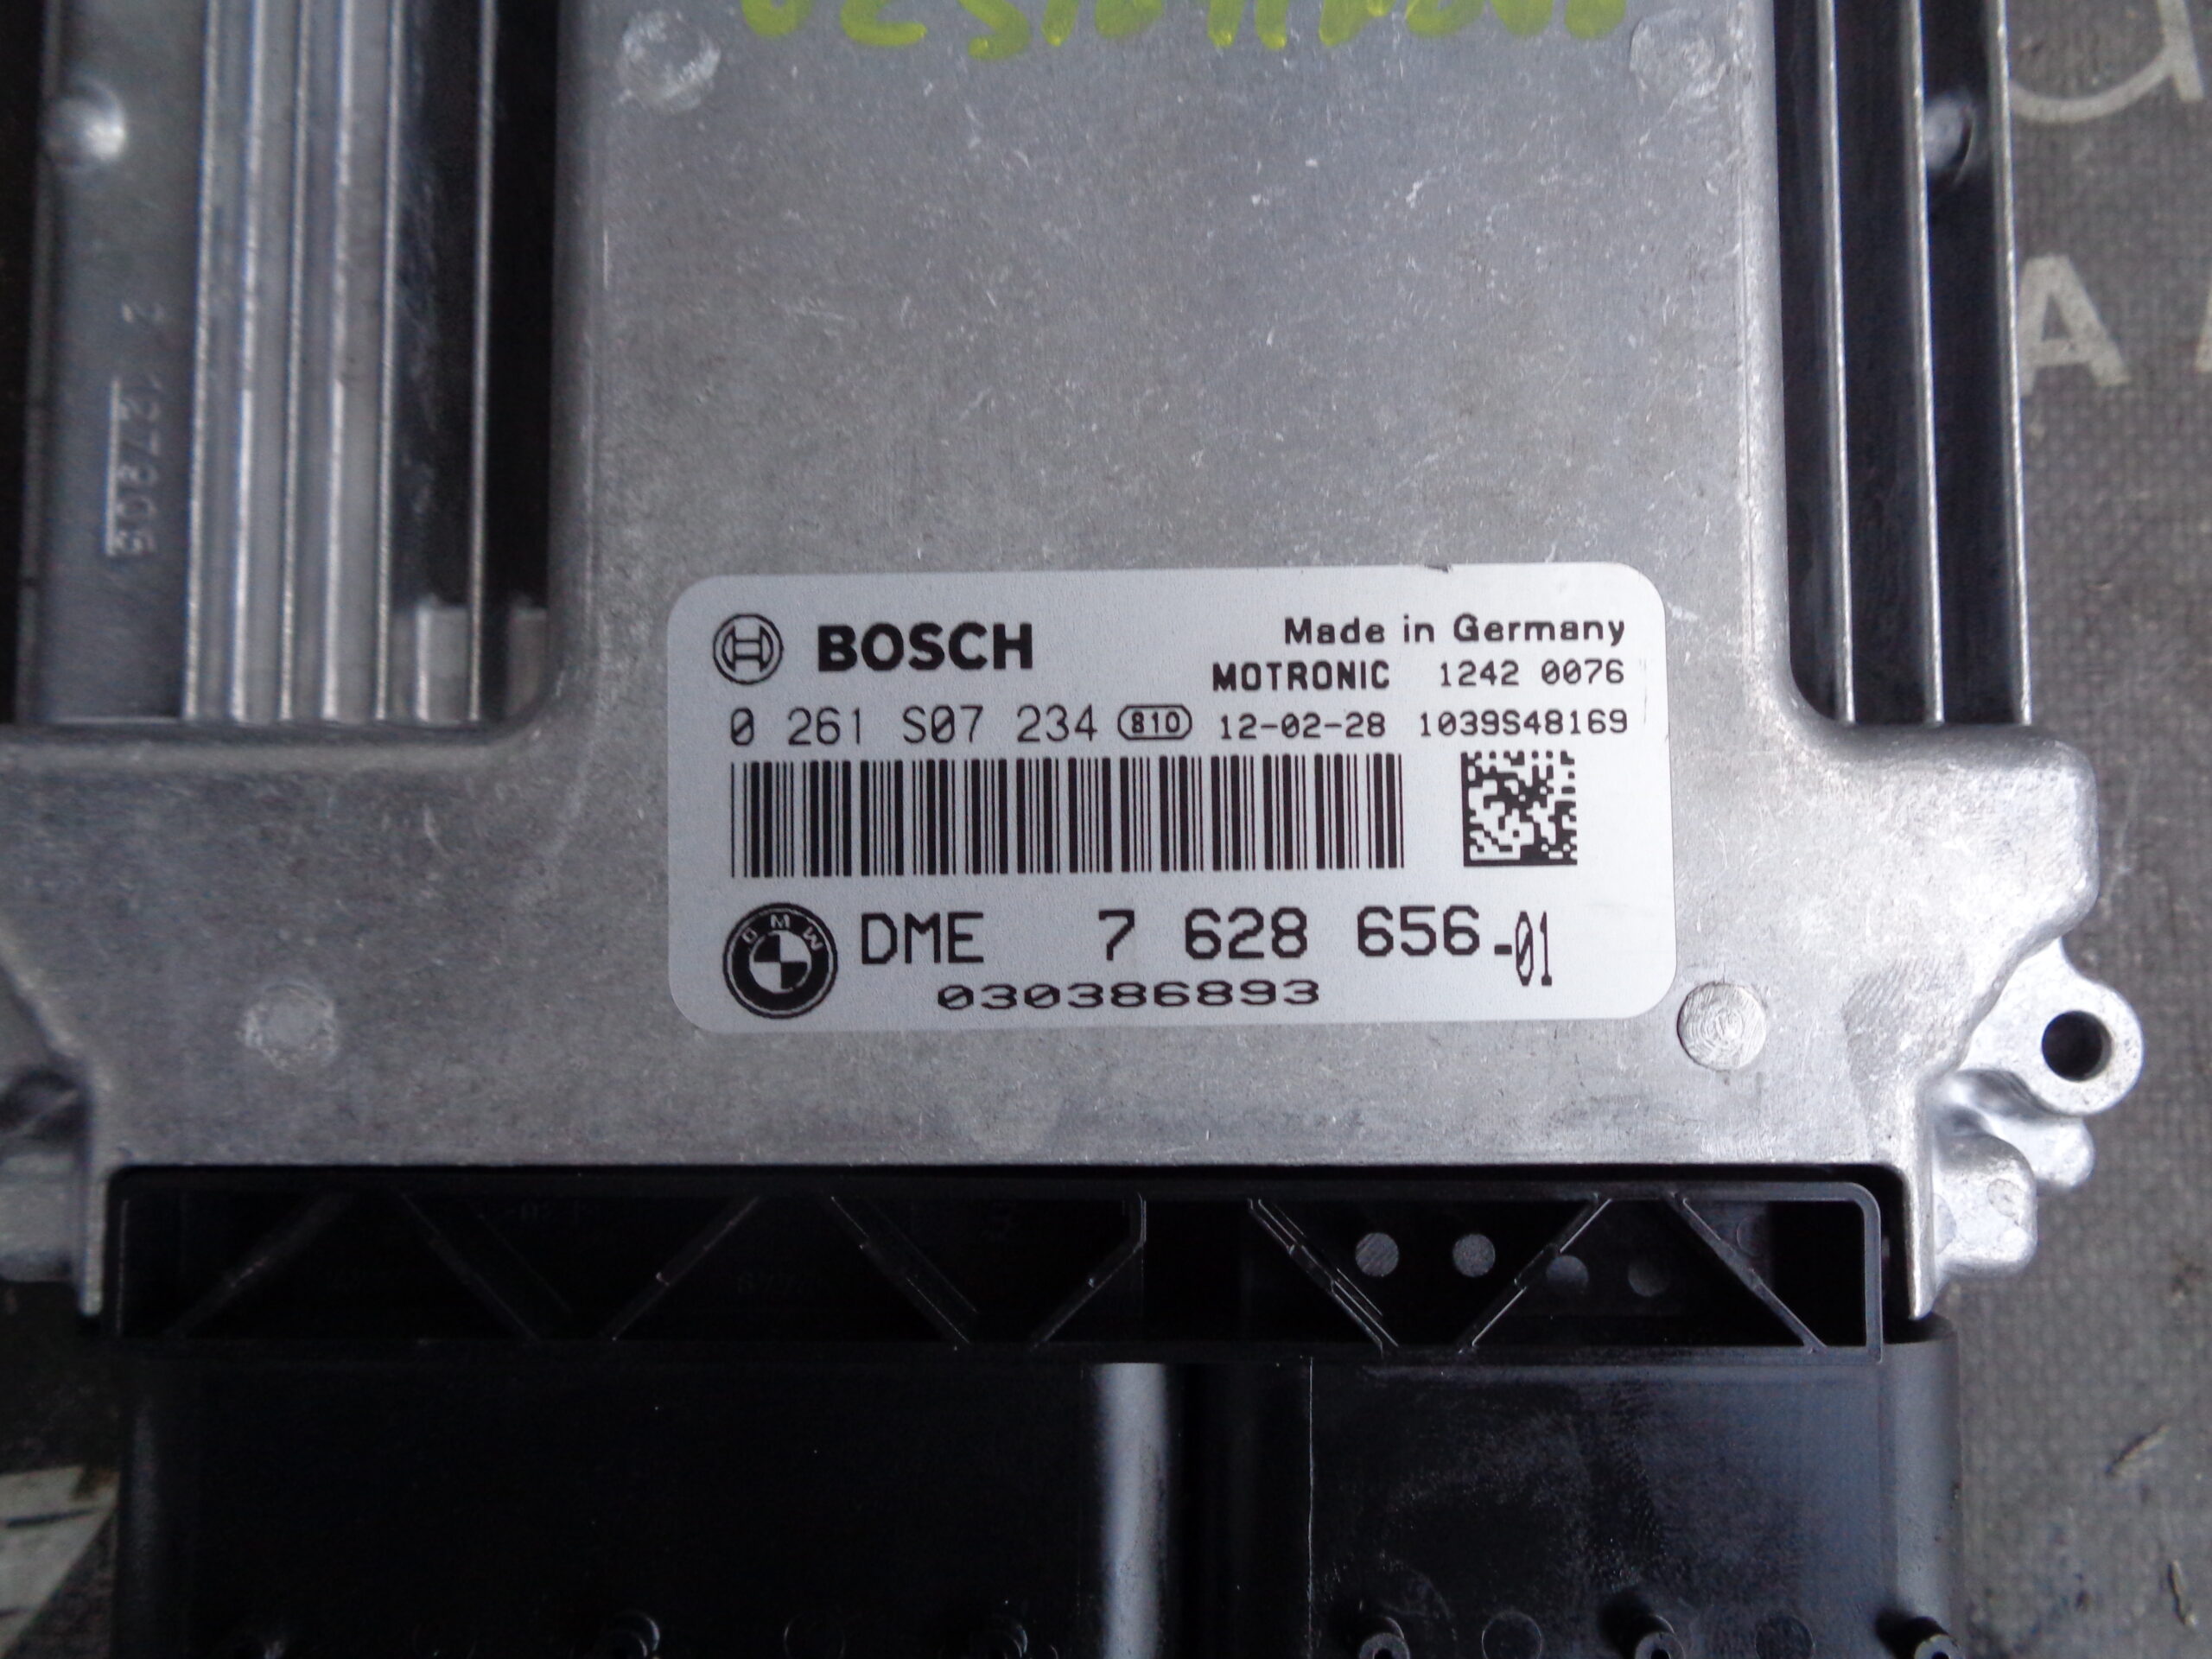 BOSCH
Made in Germany
MOTRONIC 1242 0076
0 261 S07 234 810 12-02-28 1039S48169
BMW
DME 7 628 656-01
030386893
A